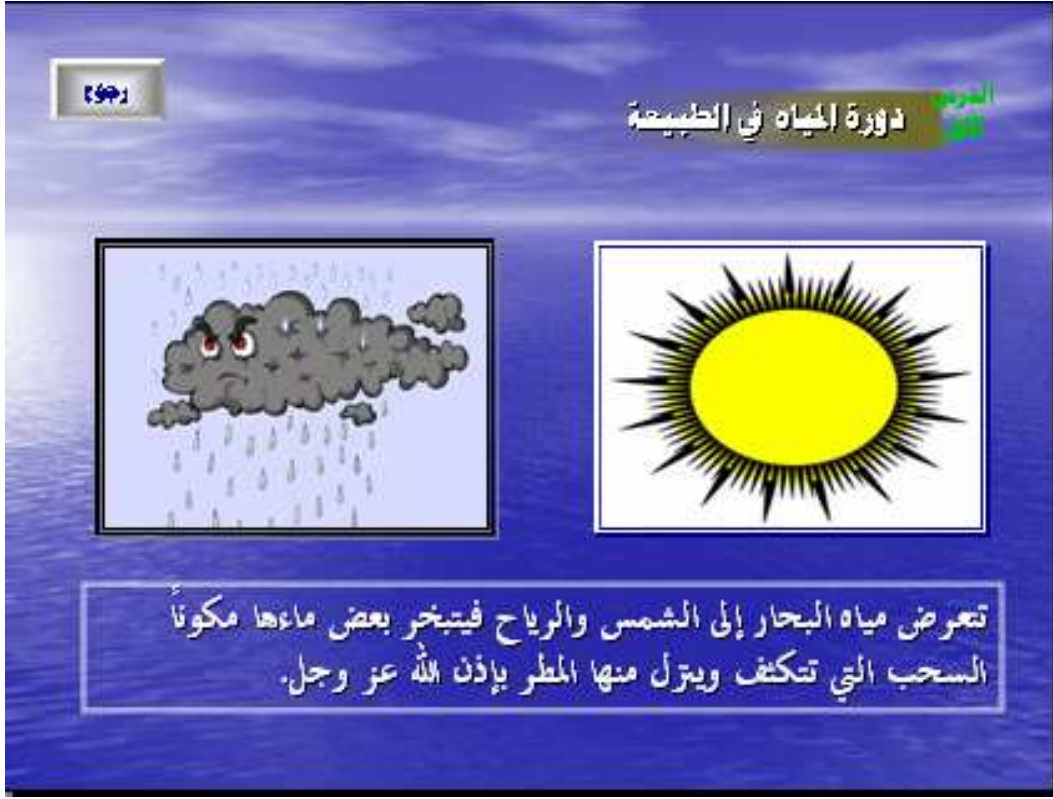 رجوع
الدرس
دورة المياه في الطبيعة
تتعرض مياه البحار إلى الشمس والرياح فيتبخر بعض ماءها مكوناً
السحب التي تتكثف وينزل منها المطر بإذن الله عز وجل.